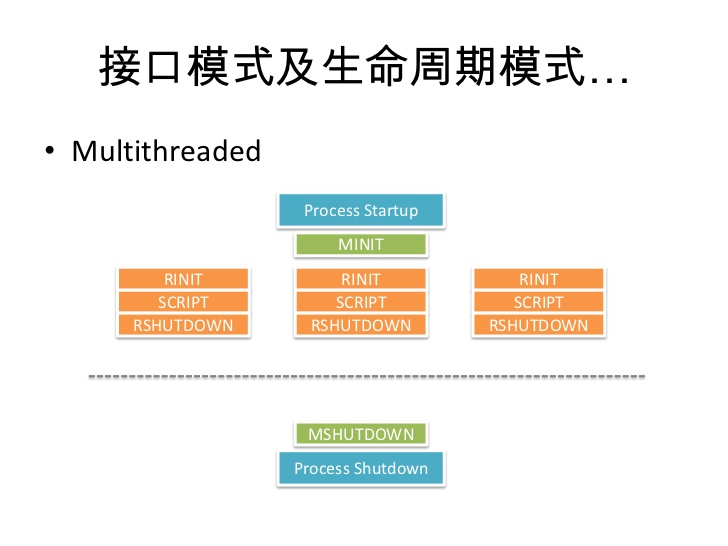 接口模式及生命周期模式…
• Multithreaded
Process Startup
MINIT
RINIT RINIT RINIT
SCRIPT SCRIPT SCRIPT
RSHUTDOWN RSHUTDOWN RSHUTDOWN
MSHUTDOWN
Process Shutdown